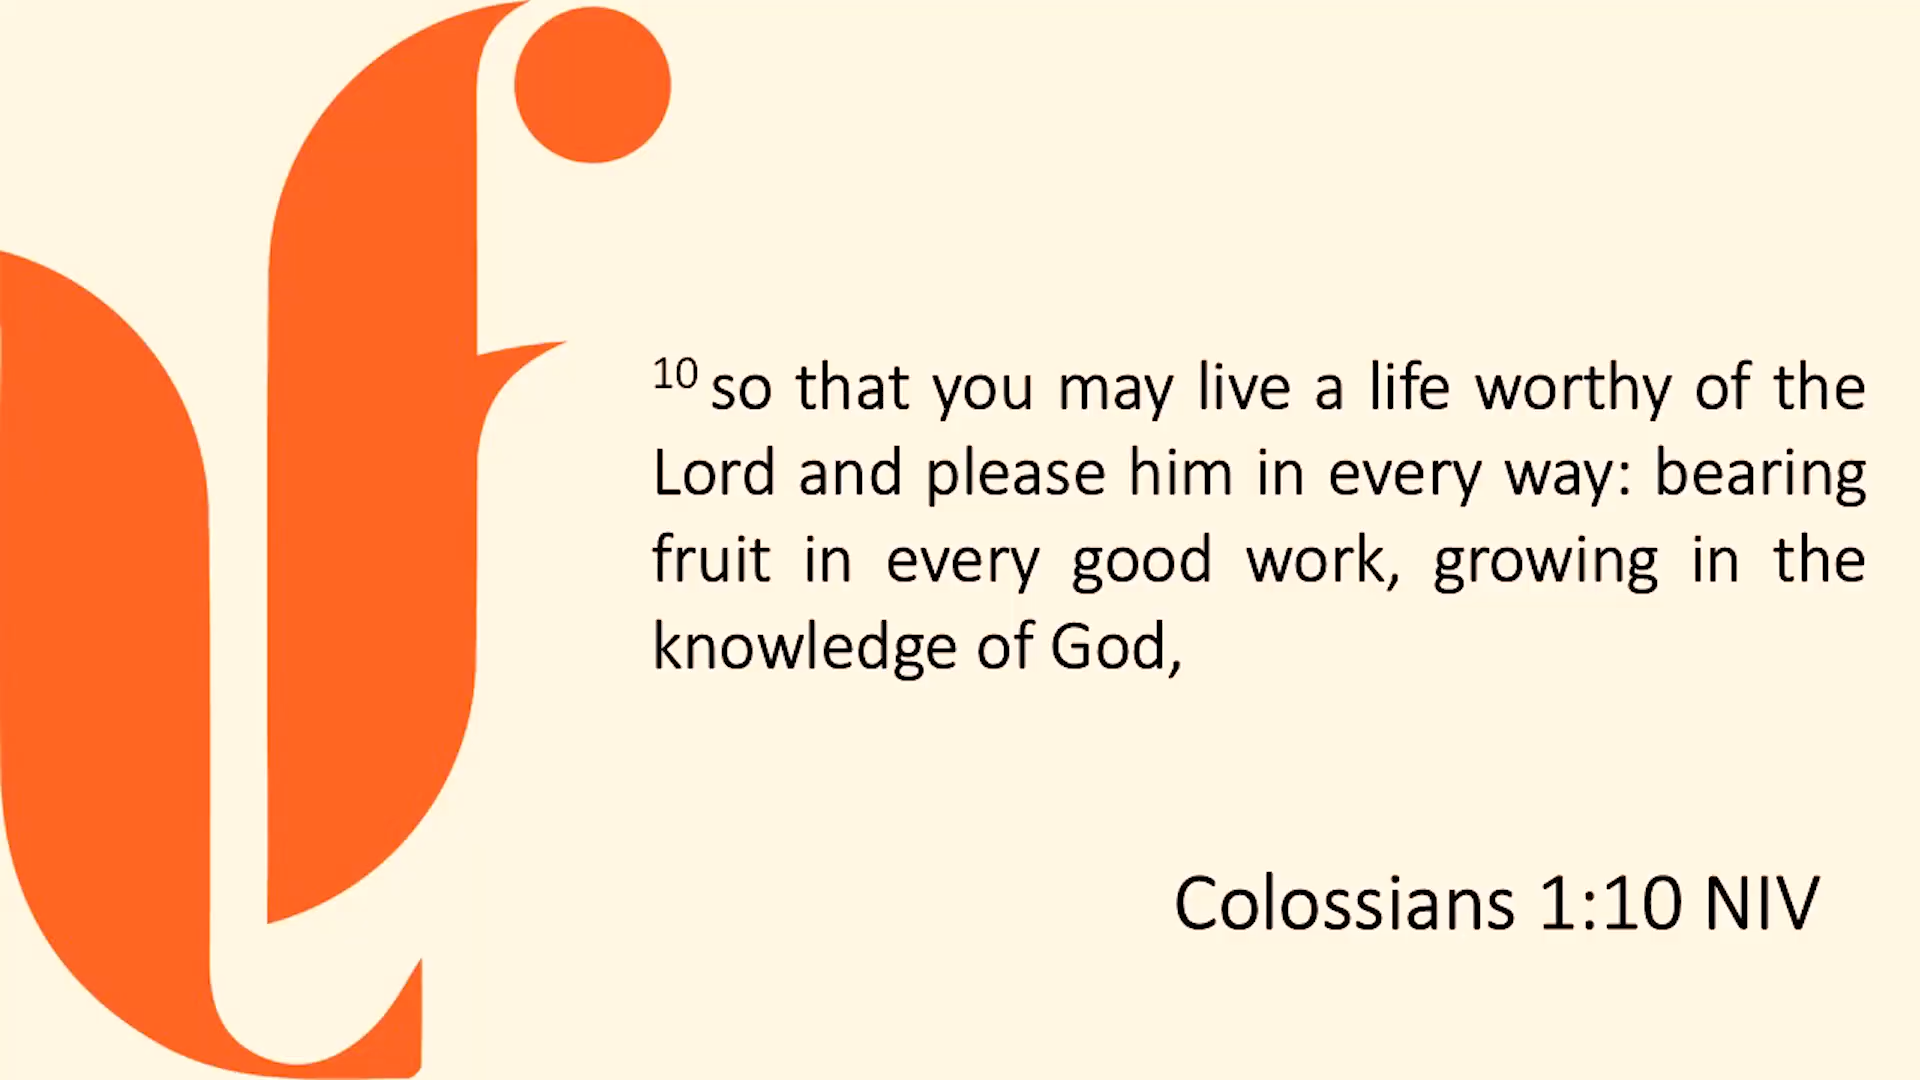 10 so that you may live a life worthy of the
Lord and please him in every way: bearing
fruit in every good work, growing in the
knowledge of God,
Colossians 1:10 NIV